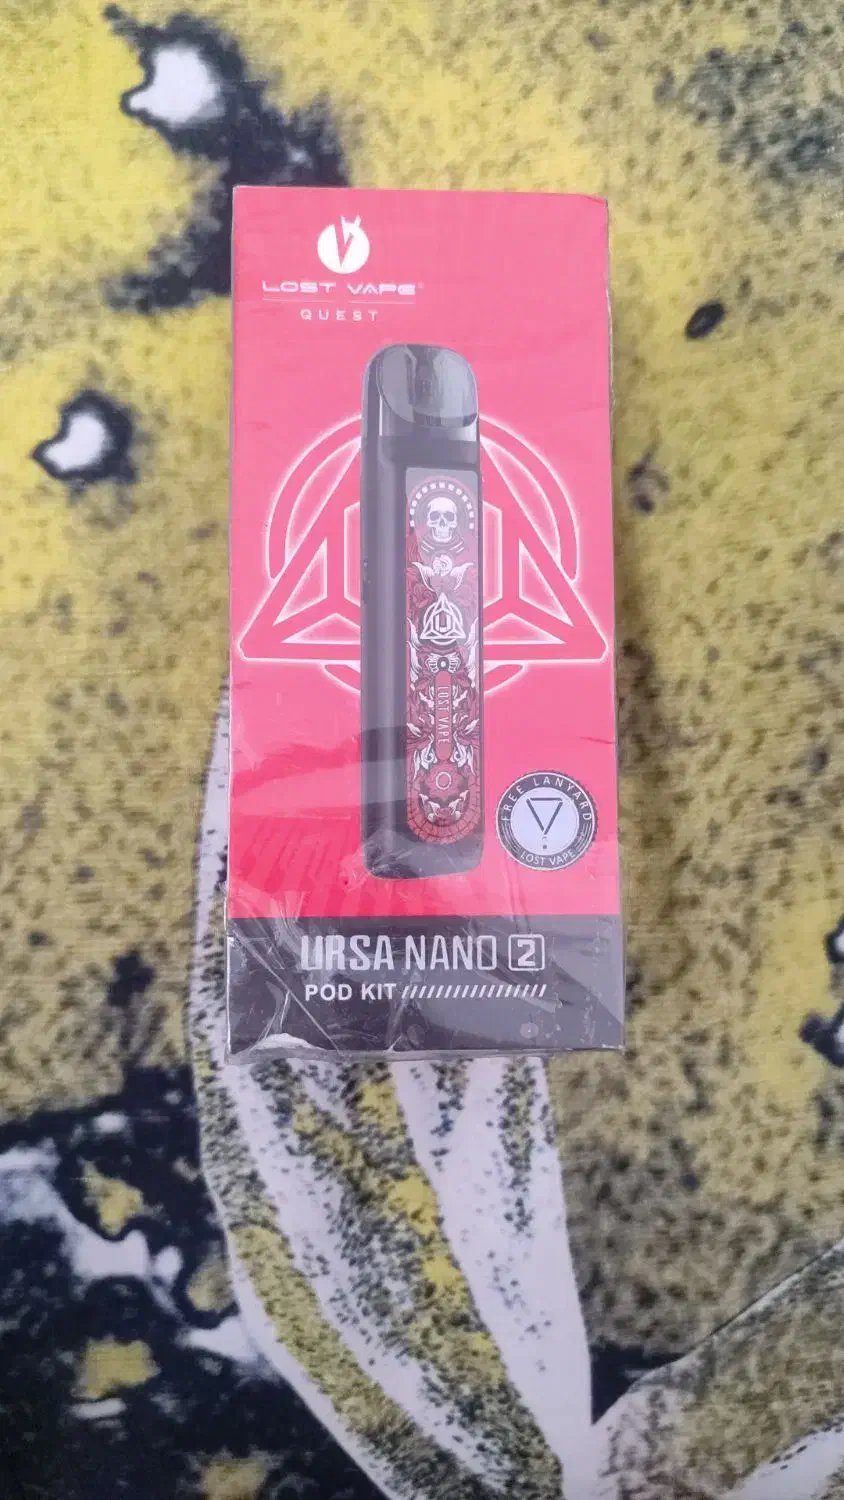 LOST VAPE
QUEST
LOST VAPE
FREE LANYARD
LOST VAPE
URSA NANO 2
POD KIT